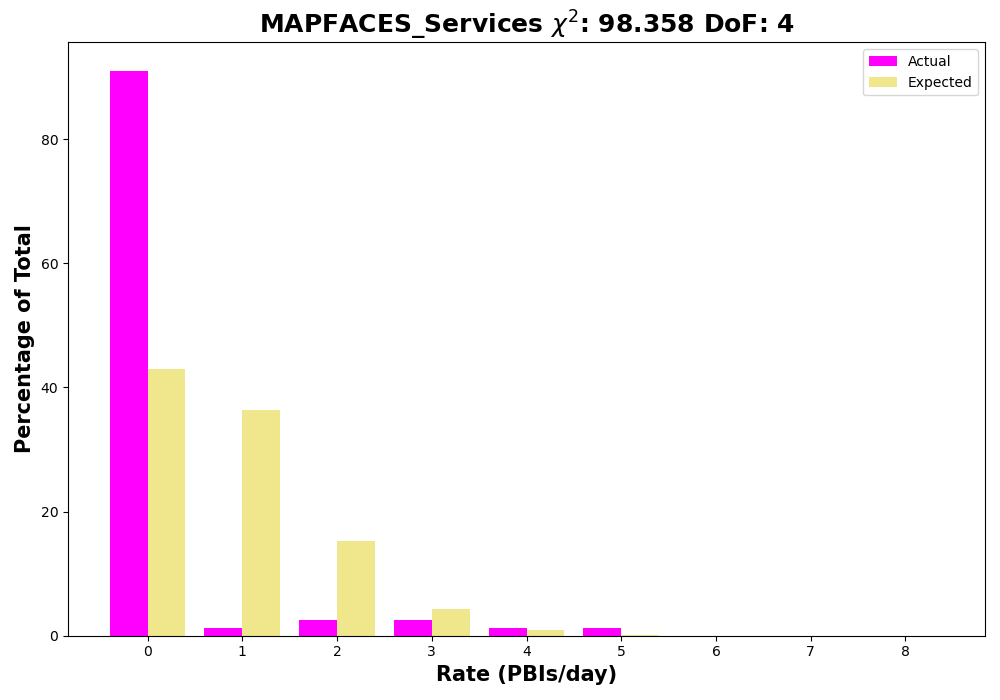 MAPFACES_Services χ²: 98.358 DoF: 4
Actual
Expected
Percentage of Total
80
60
40
20
0
0 1 2 3 4 5 6 7 8
Rate (PBIs/day)